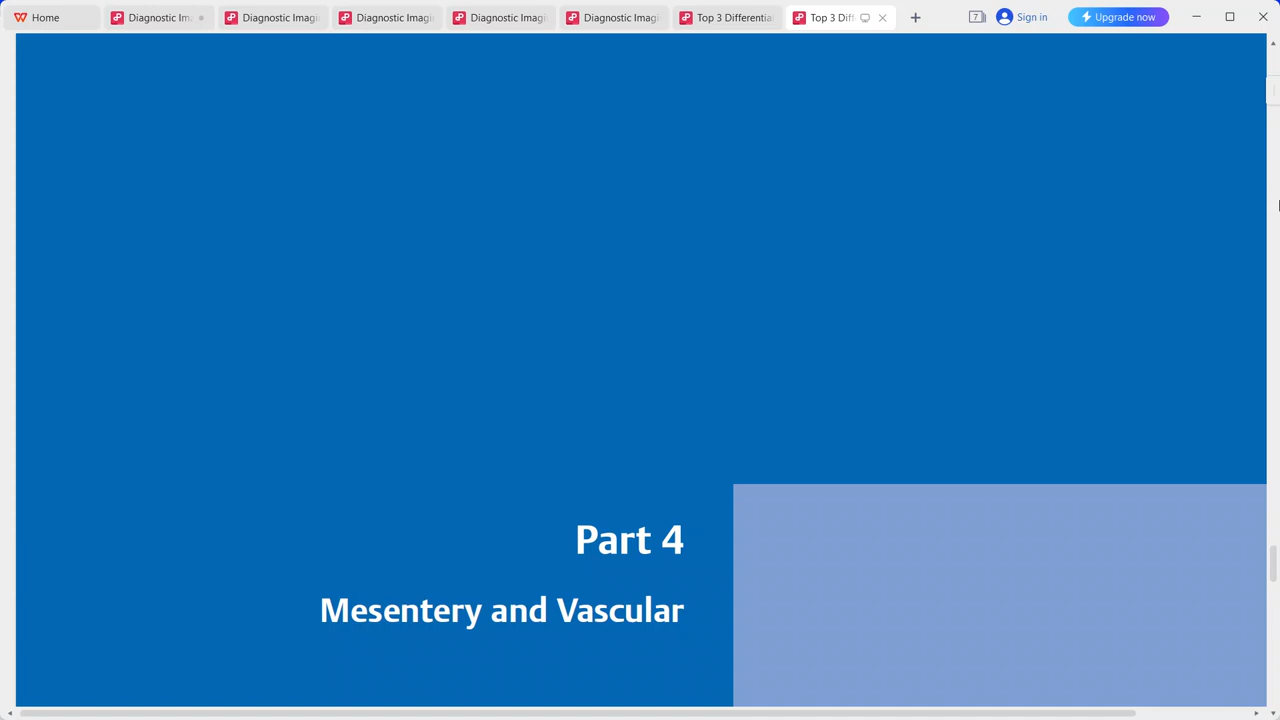 Home
Diagnostic Im
Diagnostic Imagi
Diagnostic Imagi
Diagnostic Imagi
Diagnostic Imagi
Top 3 Differential
Top 3 Diff
7
Sign in
Upgrade now
Part 4
Mesentery and Vascular